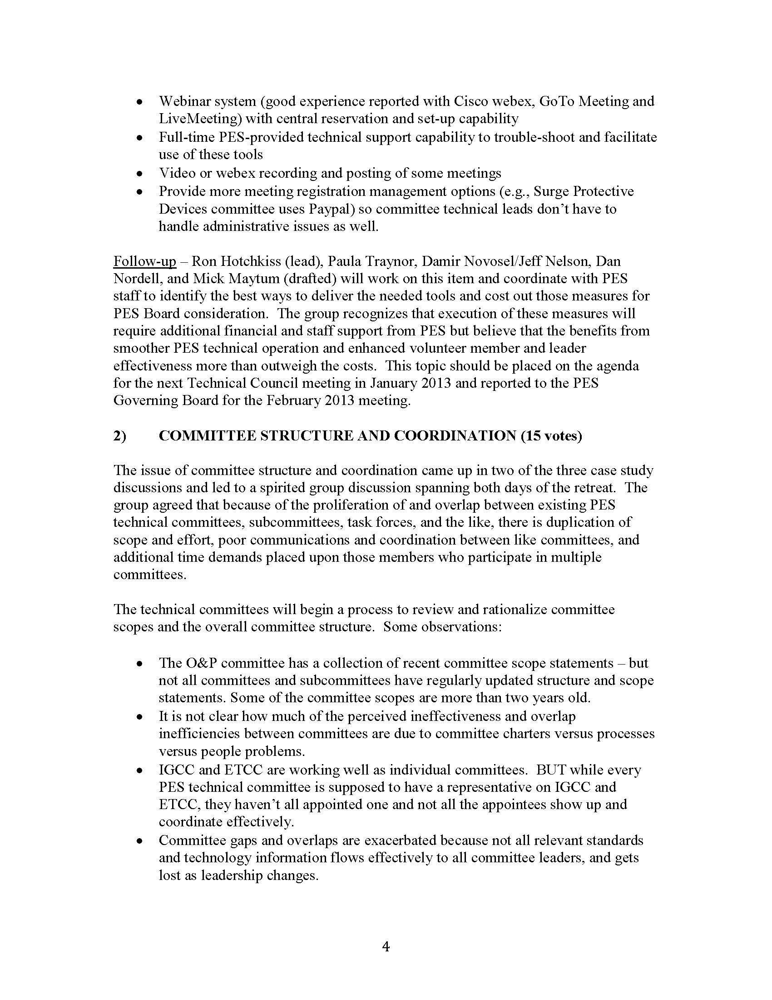 • Webinar system (good experience reported with Cisco webex, GoTo Meeting and
LiveMeeting) with central reservation and set-up capability
• Full-time PES-provided technical support capability to trouble-shoot and facilitate
use of these tools
• Video or webex recording and posting of some meetings
• Provide more meeting registration management options (e.g., Surge Protective
Devices committee uses Paypal) so committee technical leads don’t have to
handle administrative issues as well.
Follow-up – Ron Hotchkiss (lead), Paula Traynor, Damir Novosel/Jeff Nelson, Dan
Nordell, and Mick Maytum (drafted) will work on this item and coordinate with PES
staff to identify the best ways to deliver the needed tools and cost out those measures for
PES Board consideration.  The group recognizes that execution of these measures will
require additional financial and staff support from PES but believe that the benefits from
smoother PES technical operation and enhanced volunteer member and leader
effectiveness more than outweigh the costs.  This topic should be placed on the agenda
for the next Technical Council meeting in January 2013 and reported to the PES
Governing Board for the February 2013 meeting.
2) COMMITTEE STRUCTURE AND COORDINATION (15 votes)
The issue of committee structure and coordination came up in two of the three case study
discussions and led to a spirited group discussion spanning both days of the retreat.  The
group agreed that because of the proliferation of and overlap between existing PES
technical committees, subcommittees, task forces, and the like, there is duplication of
scope and effort, poor communications and coordination between like committees, and
additional time demands placed upon those members who participate in multiple
committees.
The technical committees will begin a process to review and rationalize committee
scopes and the overall committee structure.  Some observations:
• The O&P committee has a collection of recent committee scope statements – but
not all committees and subcommittees have regularly updated structure and scope
statements. Some of the committee scopes are more than two years old.
• It is not clear how much of the perceived ineffectiveness and overlap
inefficiencies between committees are due to committee charters versus processes
versus people problems.
• IGCC and ETCC are working well as individual committees.  BUT while every
PES technical committee is supposed to have a representative on IGCC and
ETCC, they haven’t all appointed one and not all the appointees show up and
coordinate effectively.
• Committee gaps and overlaps are exacerbated because not all relevant standards
and technology information flows effectively to all committee leaders, and gets
lost as leadership changes.
4